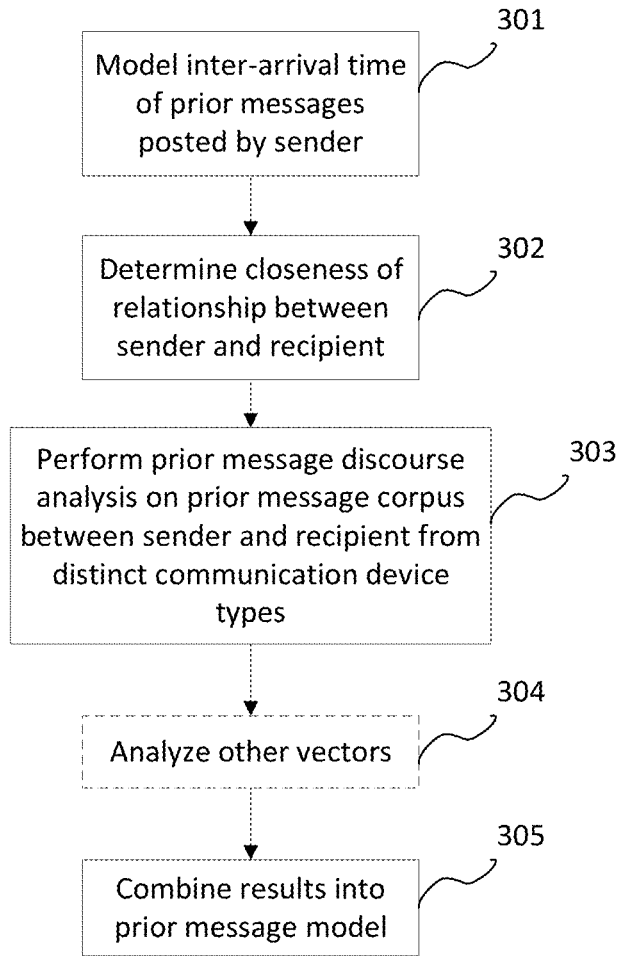 301
Model inter-arrival time
of prior messages
posted by sender
302
Determine closeness of
relationship between
sender and recipient
303
Perform prior message discourse
analysis on prior message corpus
between sender and recipient from
distinct communication device
types
304
Analyze other vectors
305
Combine results into
prior message model